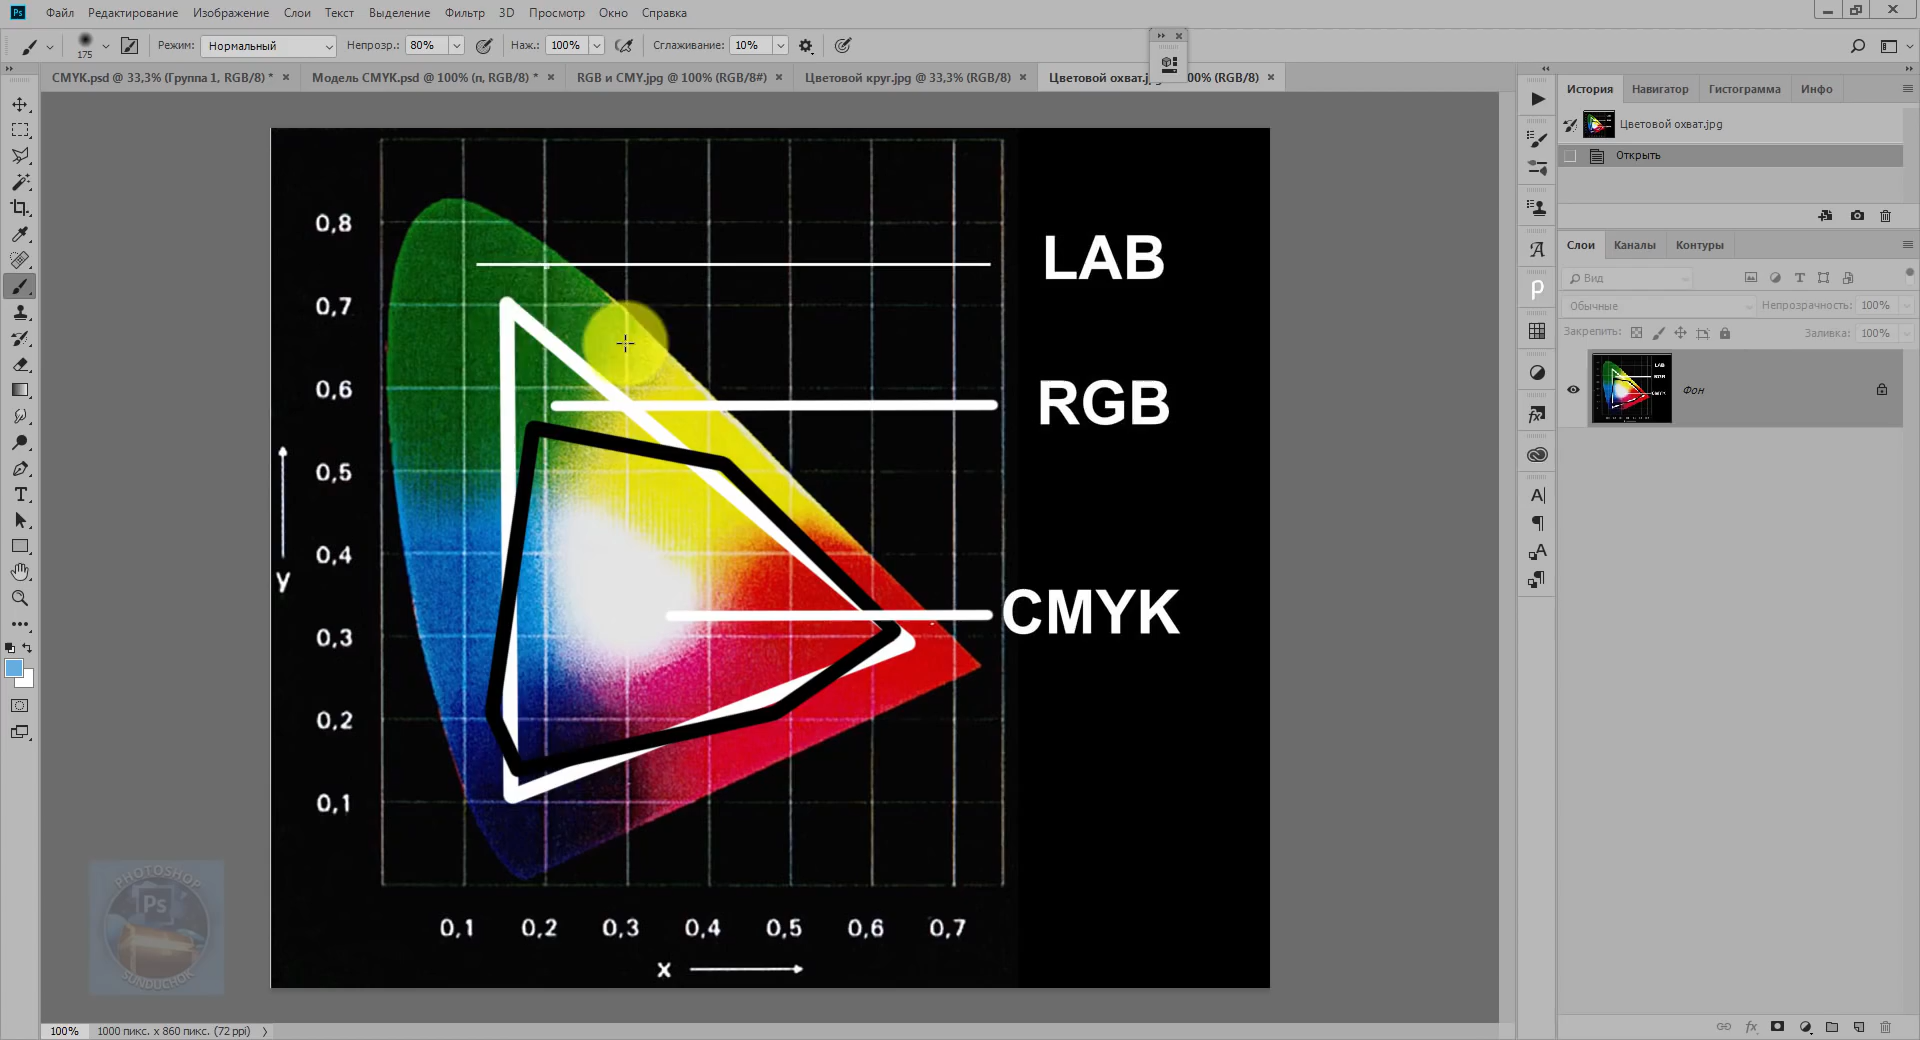 Ps Файл Редактирование Изображение Слои Текст Выделение Фильтр 3D Просмотр Окно Справка
175 Режим: Нормальный Непрозр.: 80% Наж.: 100% Сглаживание: 10%
CMYK.psd @ 33,3% (Группа 1, RGB/8) * Модель CMYK.psd @ 100% (п, RGB/8) * RGB и CMY.jpg @ 100% (RGB/8#) Цветовой круг.jpg @ 33,3% (RGB/8) Цветовой охват.j 00% (RGB/8)
История Навигатор Гистограмма Инфо
Цветовой охват.jpg
Открыть
Слои Каналы Контуры
Вид
Обычные Непрозрачность: 100%
Закрепить: Заливка: 100%
Фон
0,8
LAB
0,7
0,6
RGB
0,5
0,4
y
CMYK
0,3
0,2
0,1
0,1 0,2 0,3 0,4 0,5 0,6 0,7
x
PHOTOSHOP
Ps
SUNDUCHOK
100% 1000 пикс. x 860 пикс. (72 ppi)